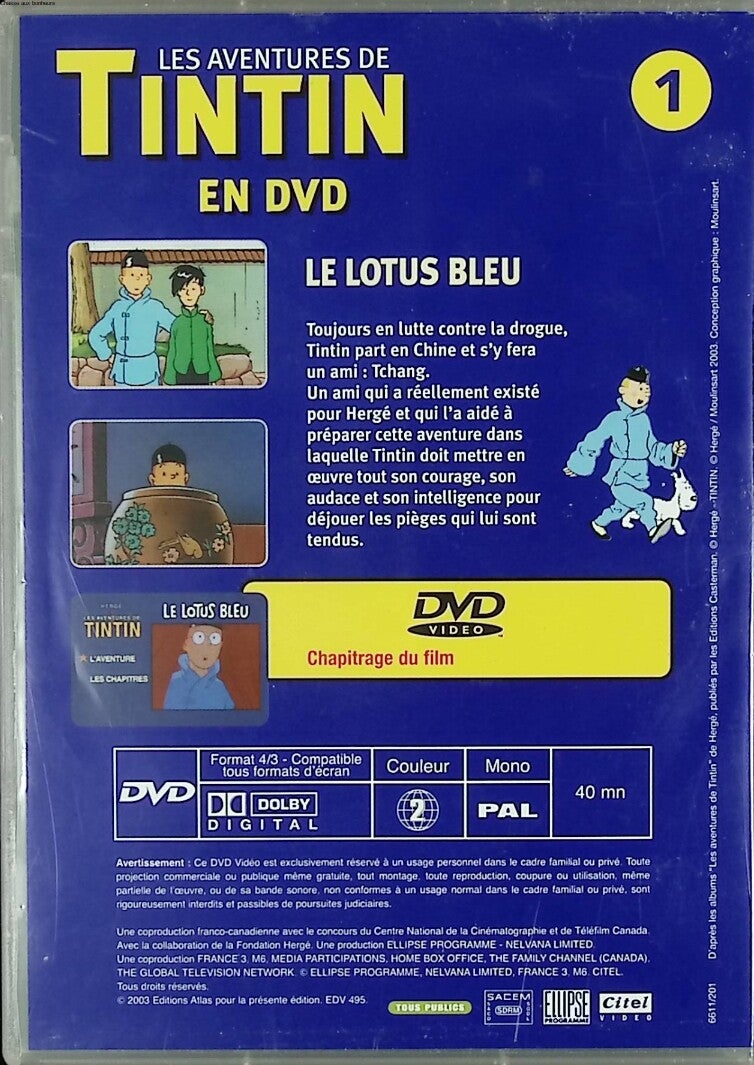 Chasse aux bonheurs
LES AVENTURES DE
TINTIN
EN DVD
1
LE LOTUS BLEU
Toujours en lutte contre la drogue,
Tintin part en Chine et s'y fera
un ami : Tchang.
Un ami qui a réellement existé
pour Hergé et qui l'a aidé à
préparer cette aventure dans
laquelle Tintin doit mettre en
œuvre tout son courage, son
audace et son intelligence pour
déjouer les pièges qui lui sont
tendus.
HERGÉ
LES AVENTURES DE
TINTIN
LE LOTUS BLEU
L'AVENTURE
LES CHAPITRES
DVD
VIDEO
Chapitrage du film
DVD
Format 4/3 - Compatible
tous formats d'écran
DOLBY
DIGITAL
Couleur
2
Mono
PAL
40 mn
Avertissement : Ce DVD Vidéo est exclusivement réservé à un usage personnel dans le cadre familial ou privé. Toute
projection commerciale ou publique même gratuite, tout montage, toute reproduction, coupure ou utilisation, même
partielle de l'œuvre, ou de sa bande sonore, non conformes à un usage normal dans le cadre familial ou privé, sont
rigoureusement interdits et passibles de poursuites judiciaires.
Une coproduction franco-canadienne avec le concours du Centre National de la Cinématographie et de Téléfilm Canada.
Avec la collaboration de la Fondation Hergé. Une production ELLIPSE PROGRAMME - NELVANA LIMITED.
Une coproduction FRANCE 3, M6, MEDIA PARTICIPATIONS, HOME BOX OFFICE, THE FAMILY CHANNEL (CANADA),
THE GLOBAL TELEVISION NETWORK. © ELLIPSE PROGRAMME, NELVANA LIMITED, FRANCE 3, M6, CITEL.
Tous droits réservés.
© 2003 Editions Atlas pour la présente édition. EDV 495.
TOUS PUBLICS
SACEM
SDRM
ELLIPSE
PROGRAMME
Citel
VIDEO
6611/201
D'après les albums "Les aventures de Tintin" de Hergé, publiés par les Editions Casterman. © Hergé - TINTIN. © Hergé / Moulinsart 2003. Conception graphique : Moulinsart.